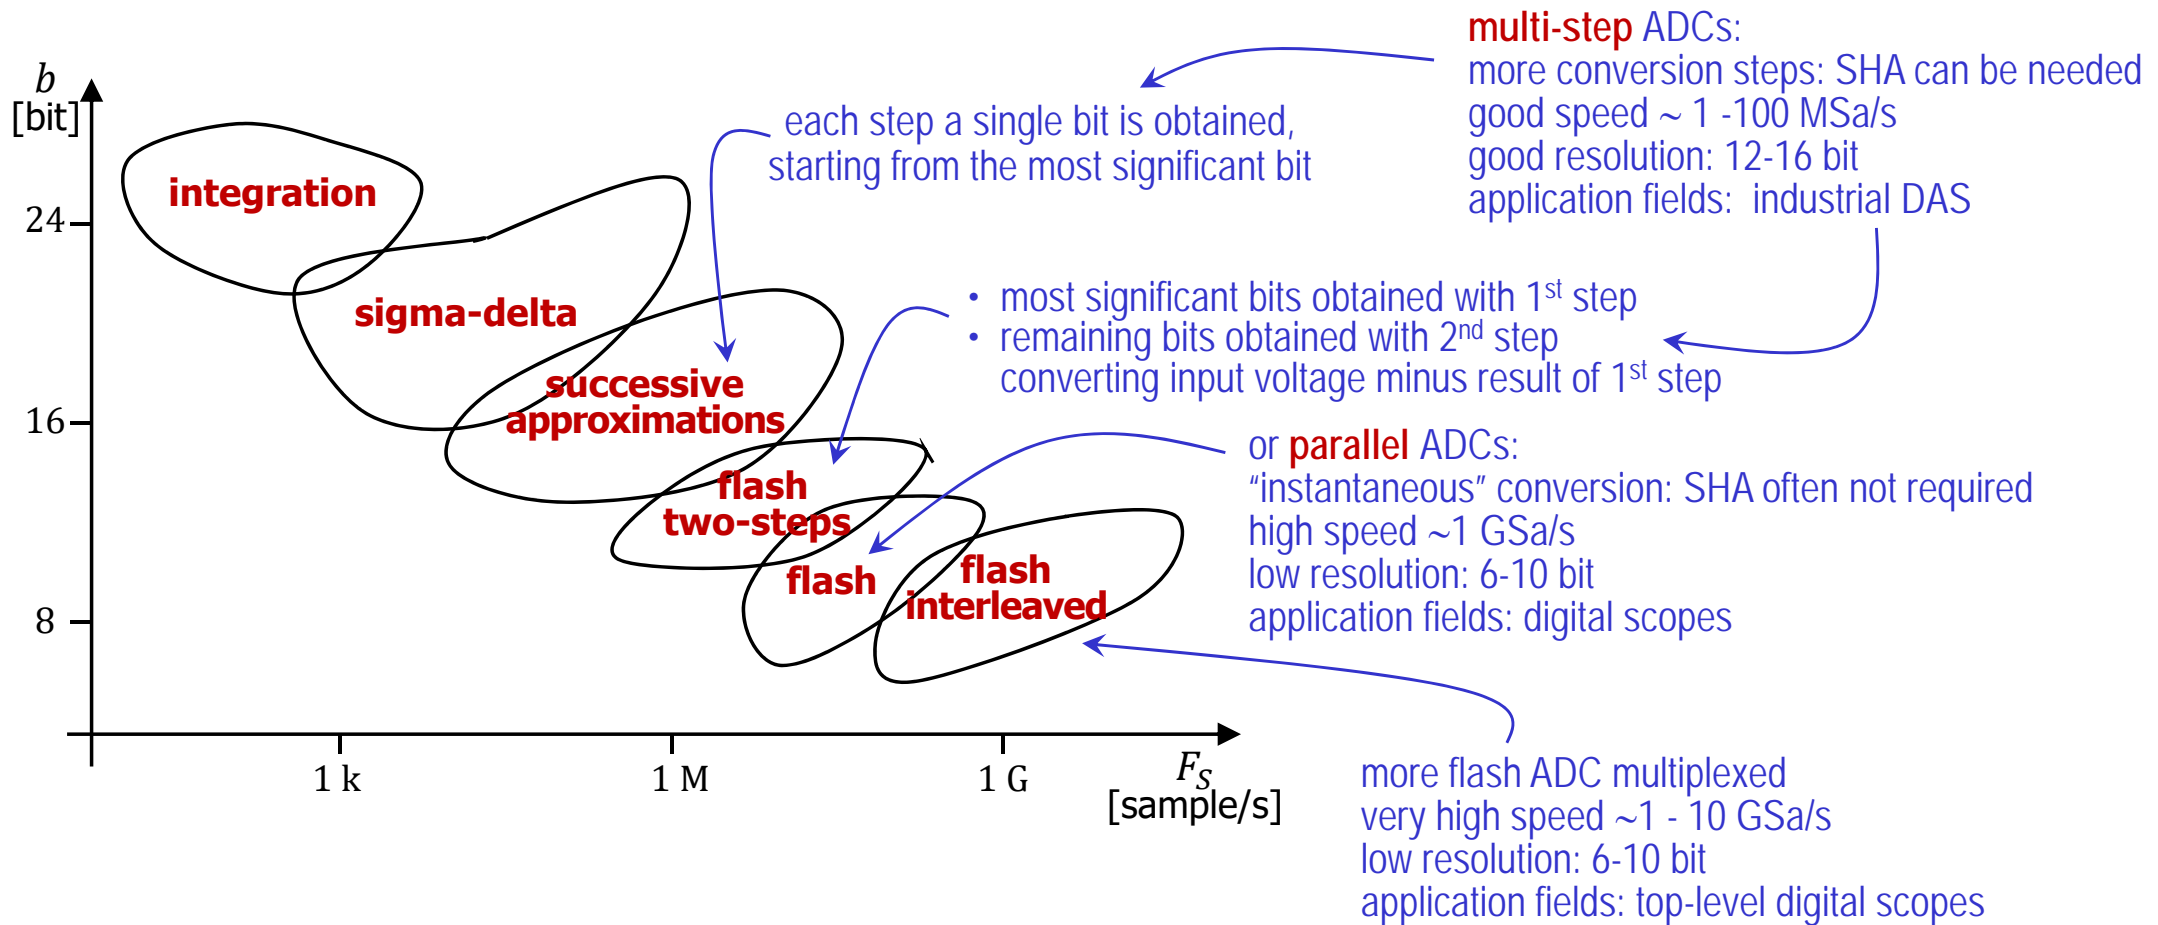 multi-step ADCs:
more conversion steps: SHA can be needed
good speed ~ 1 -100 MSa/s
good resolution: 12-16 bit
application fields:  industrial DAS
b
[bit]
each step a single bit is obtained,
starting from the most significant bit
integration
24
sigma-delta
• most significant bits obtained with 1st step
• remaining bits obtained with 2nd step
converting input voltage minus result of 1st step
successive
approximations
16
or parallel ADCs:
“instantaneous” conversion: SHA often not required
high speed ~1 GSa/s
low resolution: 6-10 bit
application fields: digital scopes
flash
two-steps
flash
flash
interleaved
8
1 k
1 M
1 G
FS
[sample/s]
more flash ADC multiplexed
very high speed ~1 - 10 GSa/s
low resolution: 6-10 bit
application fields: top-level digital scopes